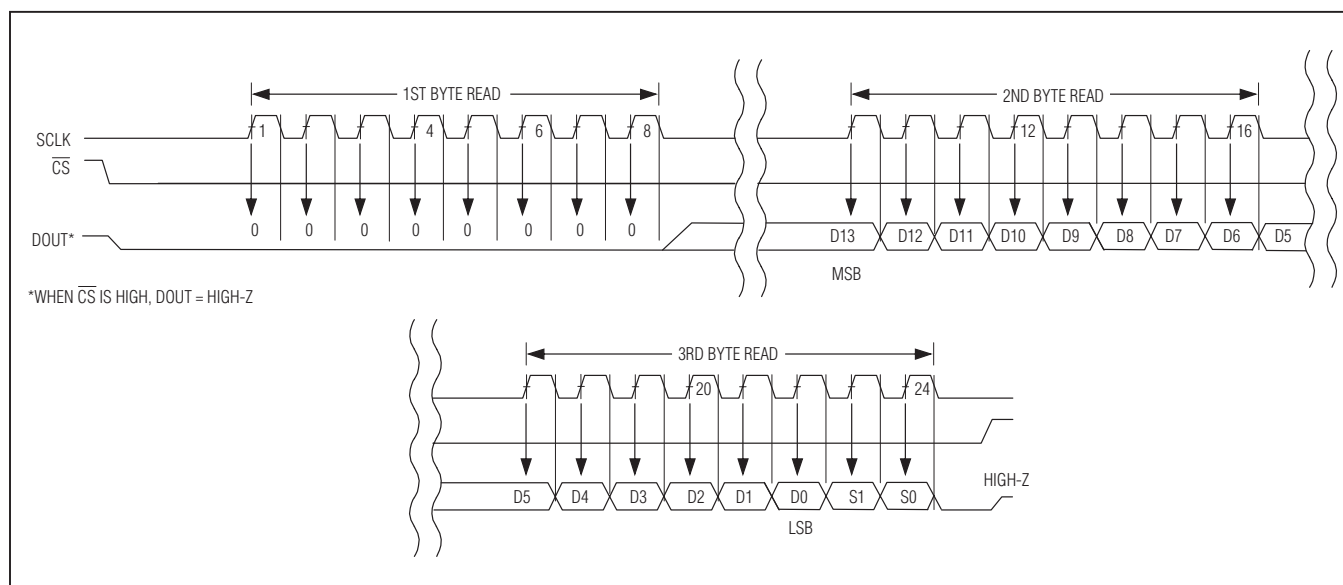 1ST BYTE READ
2ND BYTE READ
SCLK 1 4 6 8 12 16
CS
DOUT* 0 0 0 0 0 0 0 0 D13 D12 D11 D10 D9 D8 D7 D6 D5
MSB
*WHEN CS IS HIGH, DOUT = HIGH-Z
3RD BYTE READ
20 24
D5 D4 D3 D2 D1 D0 S1 S0 HIGH-Z
LSB